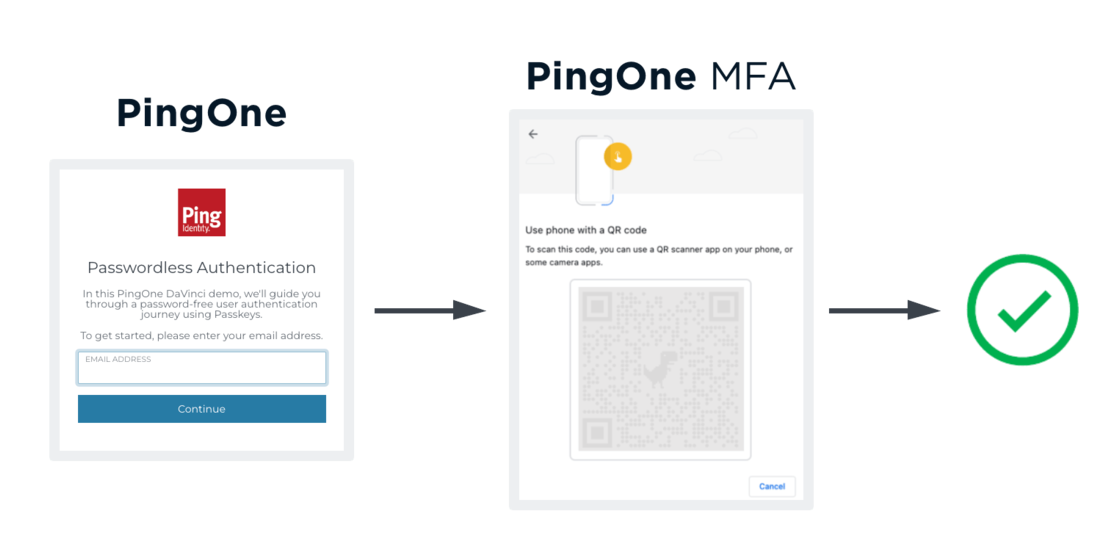 PingOne
Ping
Identity.
Passwordless Authentication
In this PingOne DaVinci demo, we'll guide you
through a password-free user authentication
journey using Passkeys.
To get started, please enter your email address.
EMAIL ADDRESS
Continue
PingOne MFA
Use phone with a QR code
To scan this code, you can use a QR scanner app on your phone, or
some camera apps.
Cancel